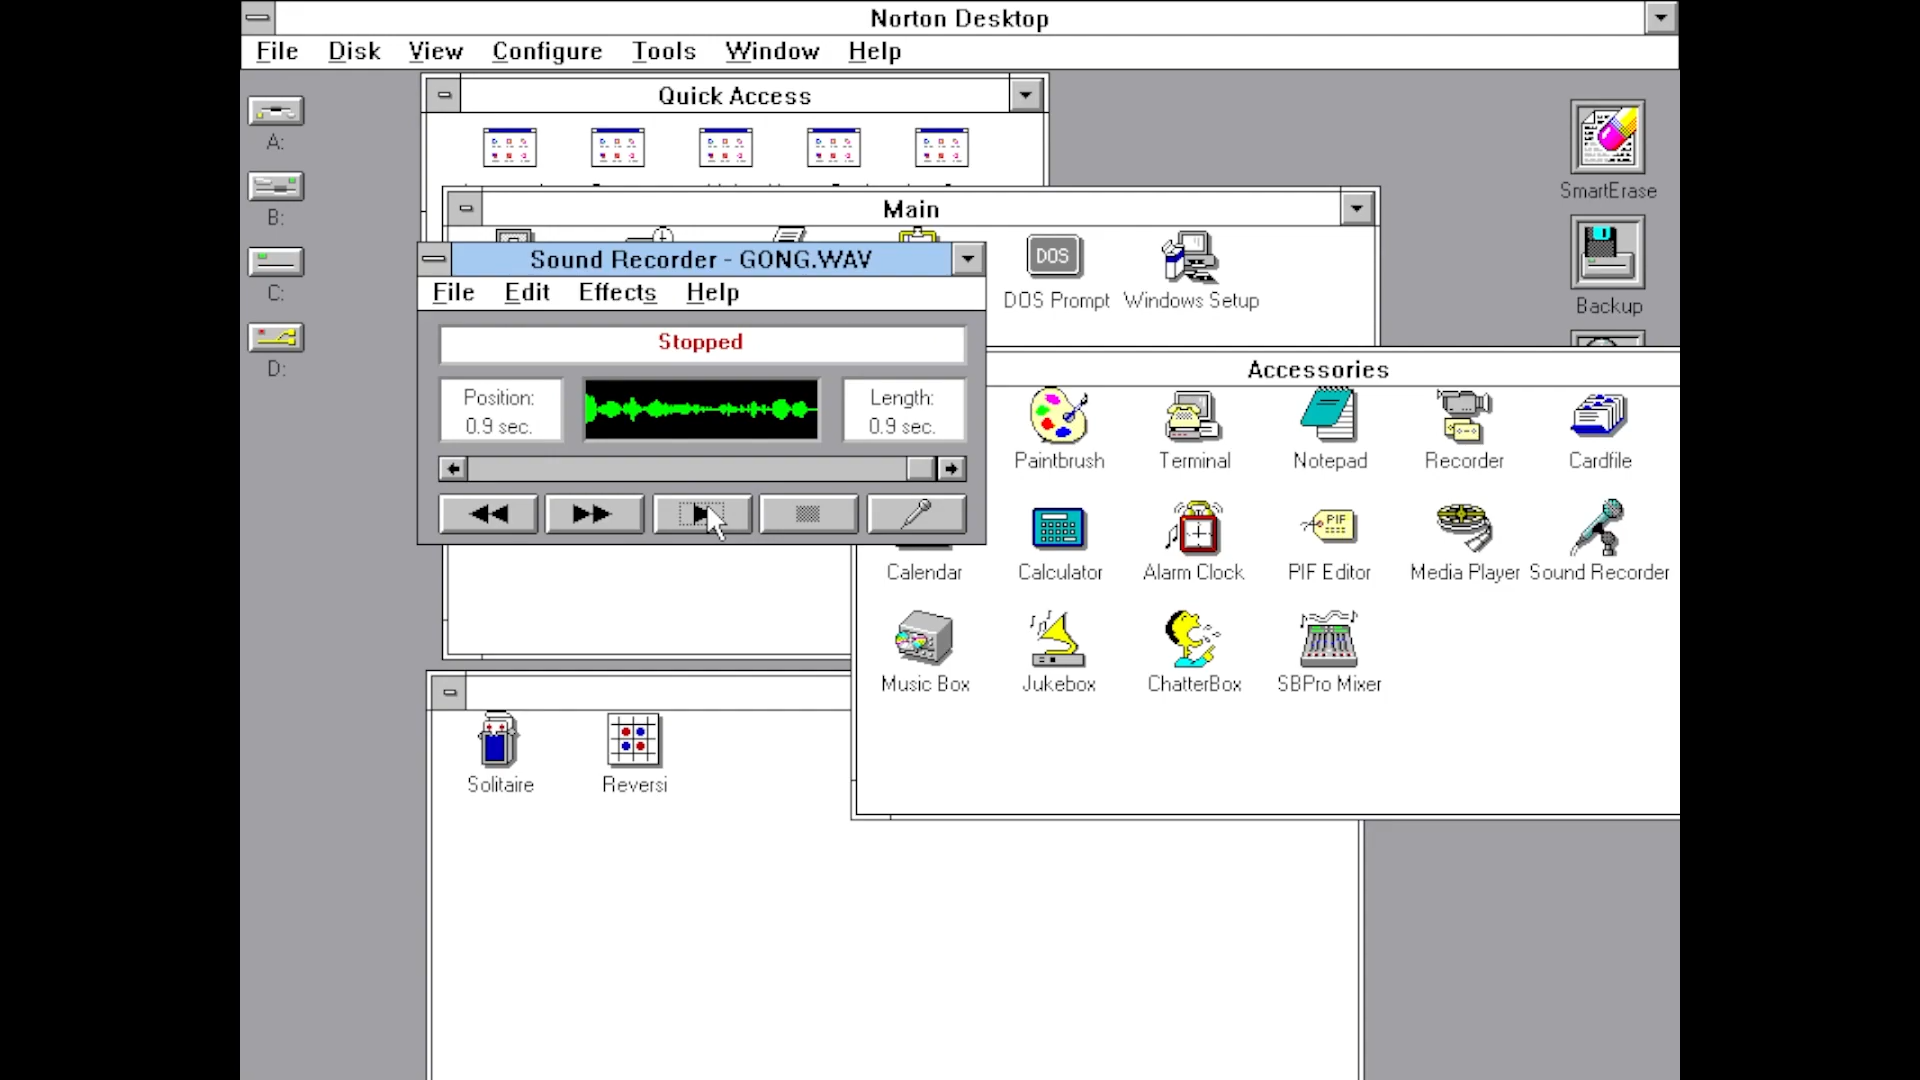 Norton Desktop
File Disk View Configure Tools Window Help
Quick Access
A:
SmartErase
B:
Main
Sound Recorder - GONG.WAV
DOS
File Edit Effects Help
C:
DOS Prompt Windows Setup
Backup
Stopped
D:
Accessories
Position: Length:
0.9 sec. 0.9 sec.
Paintbrush Terminal Notepad Recorder Cardfile
PIF
Calendar Calculator Alarm Clock PIF Editor Media Player Sound Recorder
Music Box Jukebox ChatterBox SBPro Mixer
Solitaire Reversi